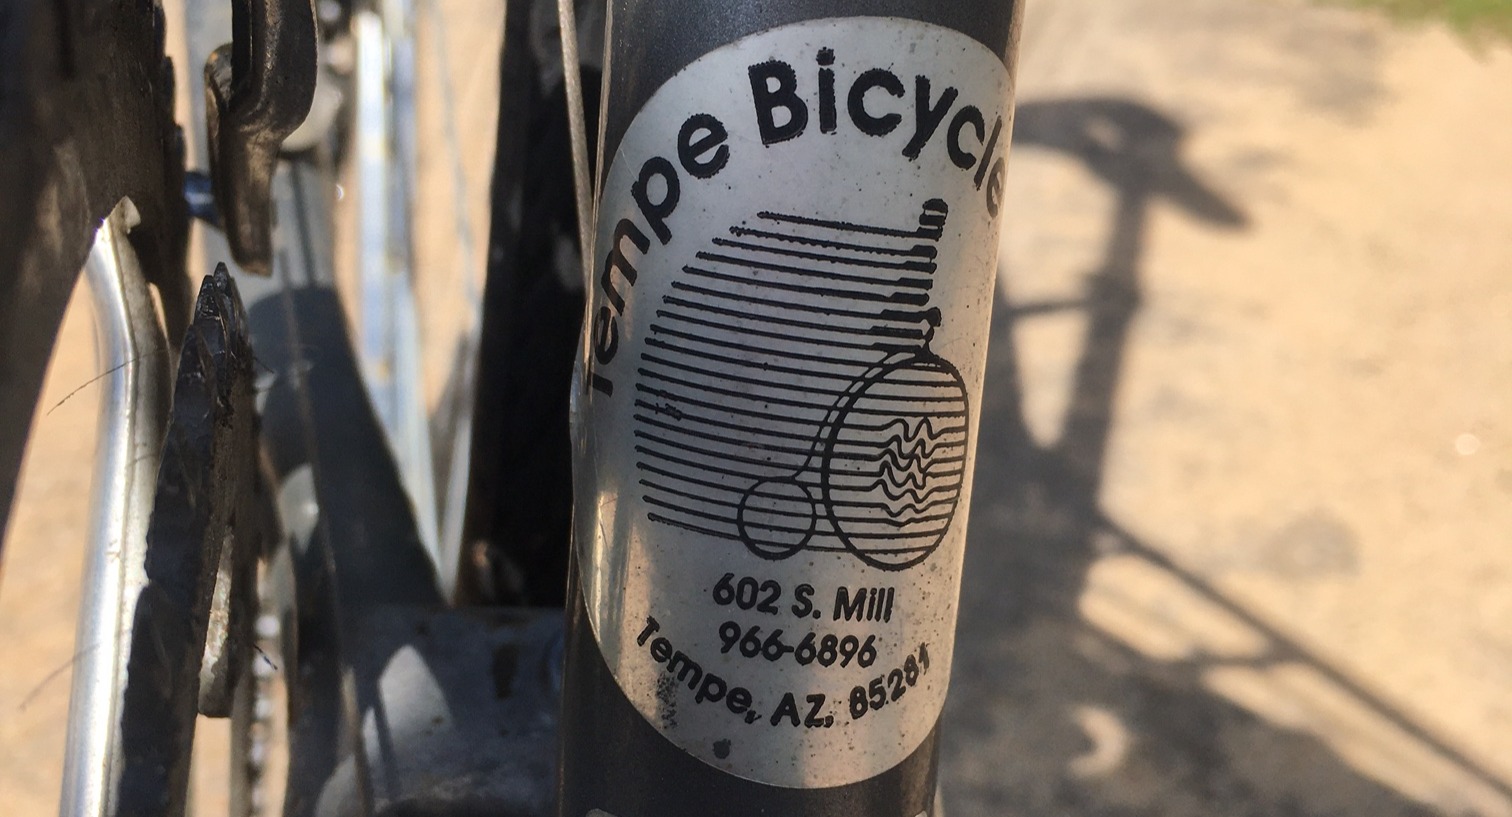 Tempe Bicycle
602 S. Mill
966-6896
Tempe, AZ, 85281